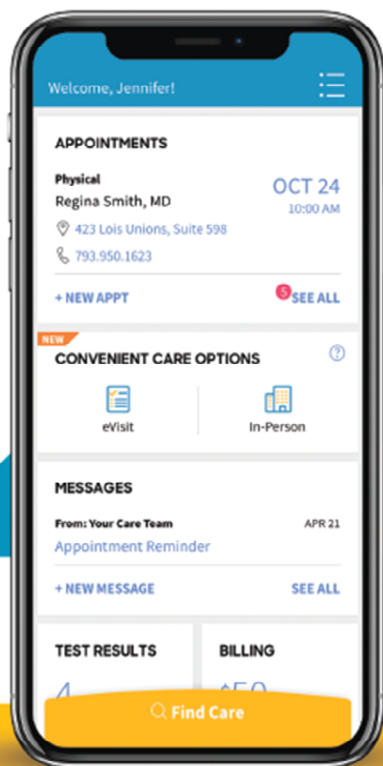 Welcome, Jennifer!
APPOINTMENTS
Physical
Regina Smith, MD
OCT 24
10:00 AM
423 Lois Unions, Suite 598
793.950.1623
+ NEW APPT
5
SEE ALL
NEW
CONVENIENT CARE OPTIONS
?
eVisit
In-Person
MESSAGES
From: Your Care Team
APR 21
Appointment Reminder
+ NEW MESSAGE
SEE ALL
TEST RESULTS
BILLING
Find Care